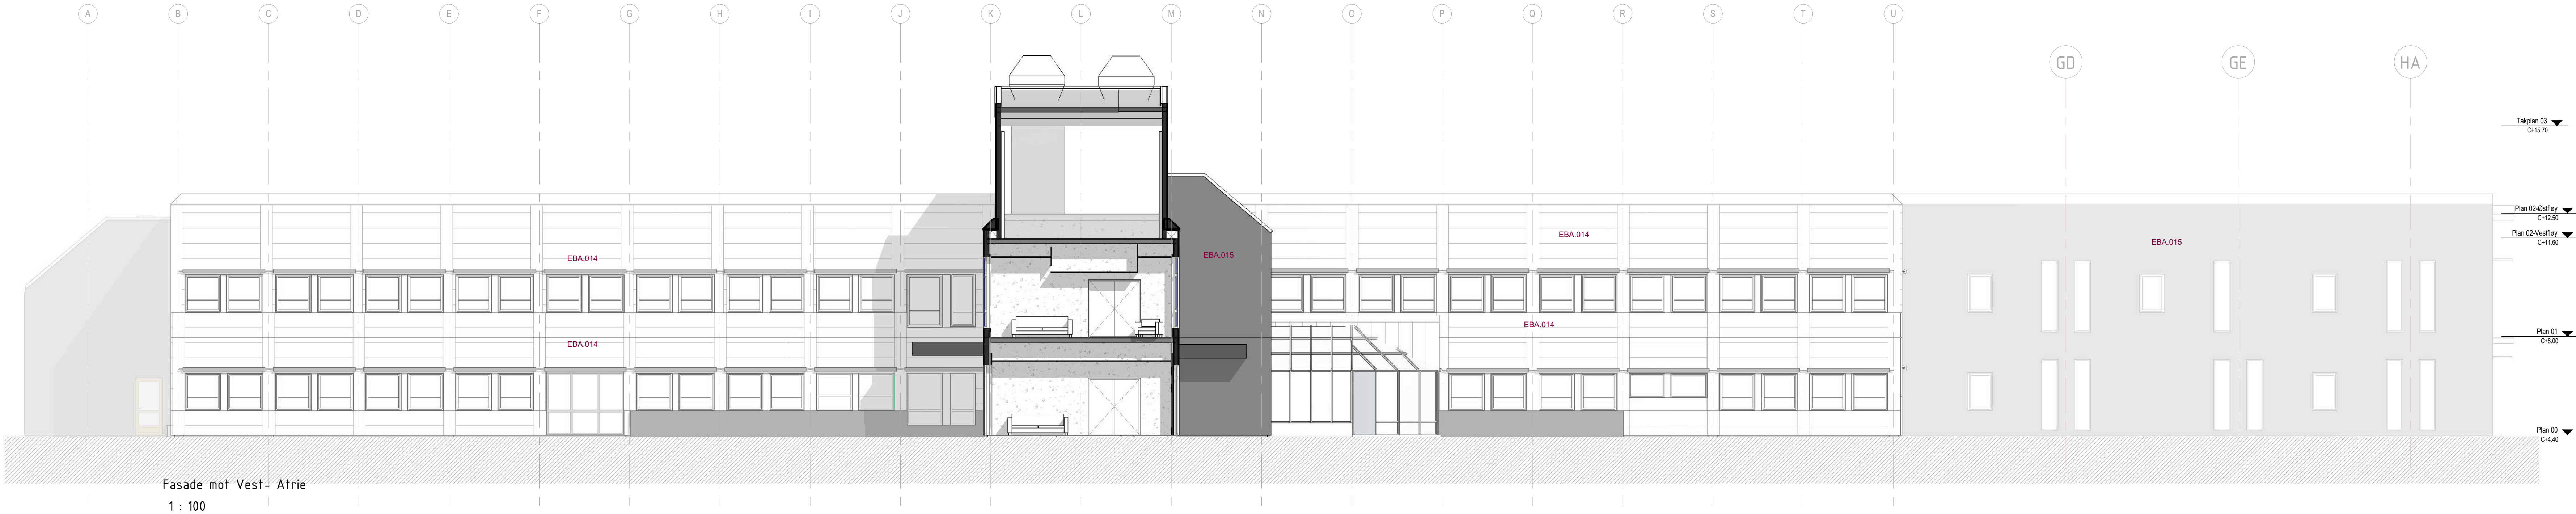 A B C D E F G H I J K L M N O P Q R S T U
GD GE HA
Takplan 03
C+15.70
Plan 02-Østfløy
C+12.50
Plan 02-Vestfløy
C+11.60
EBA.014
EBA.015
EBA.014
EBA.015
EBA.014
EBA.014
Plan 01
C+8.00
Plan 00
C+4.40
Fasade mot Vest- Atrie
1 : 100